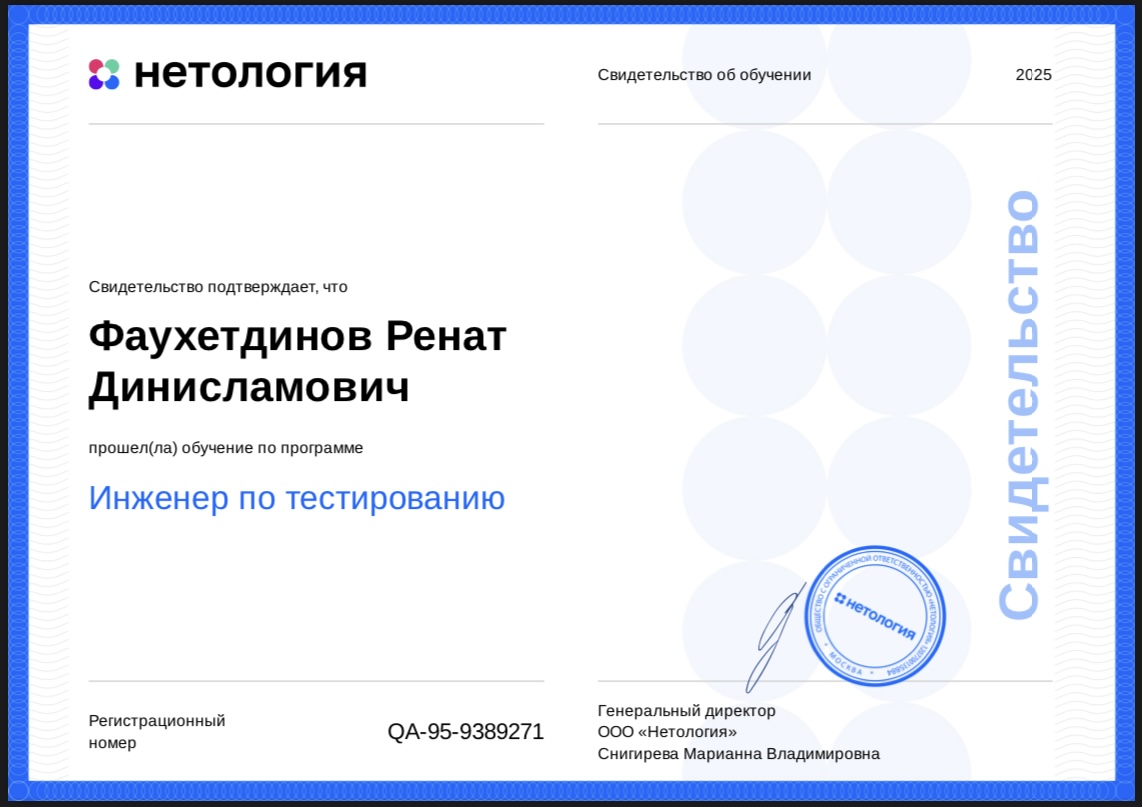 нетология
Свидетельство об обучении
2025
Свидетельство подтверждает, что
Фаухетдинов Ренат
Динисламович
прошел(ла) обучение по программе
Инженер по тестированию
Свидетельство
ОБЩЕСТВО С ОГРАНИЧЕННОЙ ОТВЕТСТВЕННОСТЬЮ «НЕТОЛОГИЯ»
• МОСКВА •
нетология
Регистрационный
номер
QA-95-9389271
Генеральный директор
ООО «Нетология»
Снигирева Марианна Владимировна